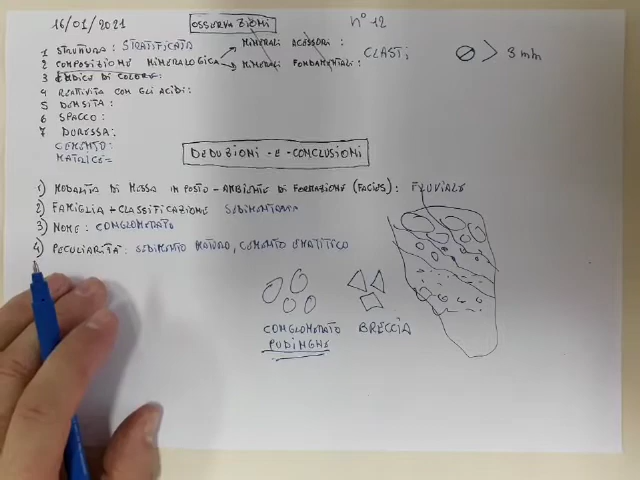 16/01/2021 OSSERVAZIONI n° 12
1 STRUTTURA: STRATIFICATA MINERALI ACESSORI: CLASTI Ø > 3 mm
2 COMPOSIZIONE MINERALOGICA MINERALI FONDAMENTALI:
3 INDICE DI COLORE:
4 REATTIVITÀ CON GLI ACIDI:
5 DENSITÀ:
6 SPACCO:
7 DUREZZA:
CEMENTO:
MATRICE=
DEDUZIONI - E - CONCLUSIONI
1) MODALITÀ DI MESSA IN POSTO - AMBIENTE DI FORMAZIONE (FACIES): FLUVIALE
2) FAMIGLIA + CLASSIFICAZIONE SEDIMENTARIA
3) NOME: CONGLOMERATO
4) PECULIARITÀ: SEDIMENTO MATURO, CEMENTO EMATITICO
CONGLOMERATO BRECCIA
PUDINGHE